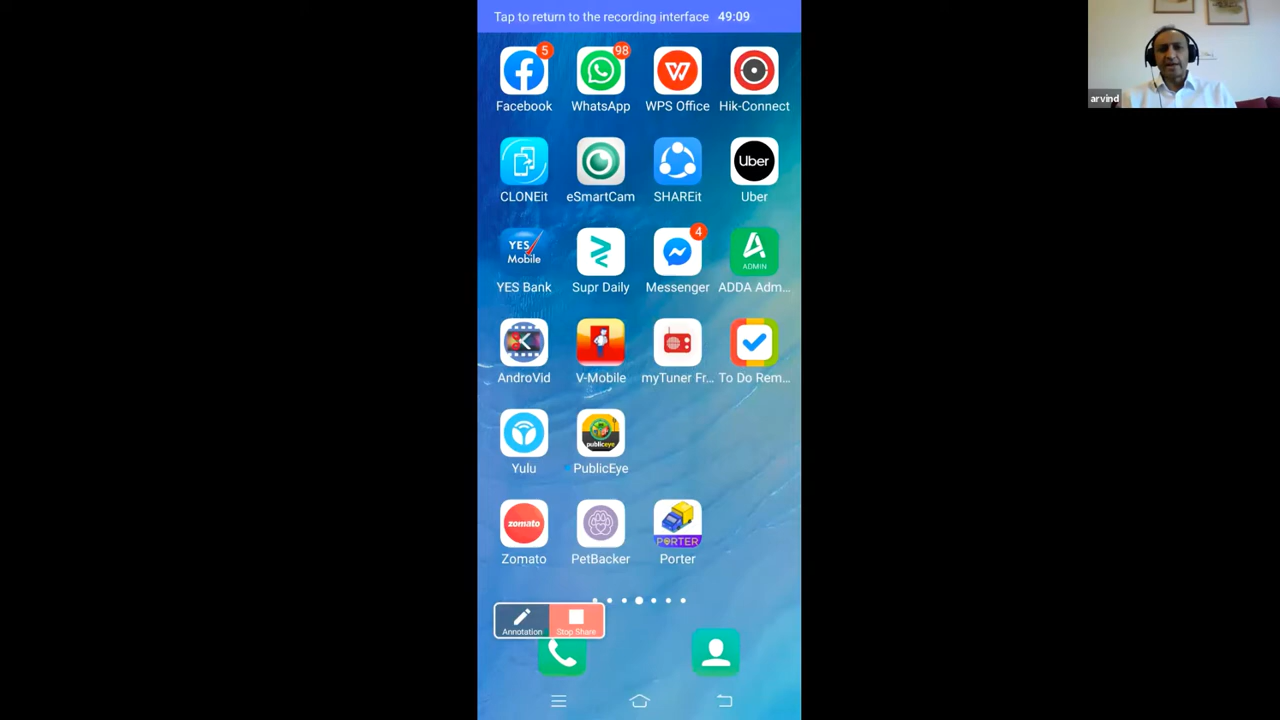 Tap to return to the recording interface 49:09
arvind
5 98
Facebook WhatsApp WPS Office Hik-Connect
Uber
CLONEit eSmartCam SHAREit Uber
YES Mobile 4 ADMIN
YES Bank Supr Daily Messenger ADDA Adm...
AndroVid V-Mobile myTuner Fr... To Do Rem...
publiceye
Yulu PublicEye
zomato PORTER
Zomato PetBacker Porter
Annotation Stop Share